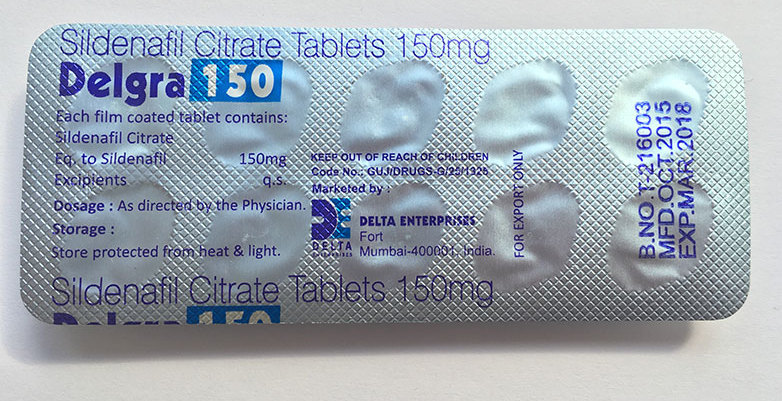 Sildenafil Citrate Tablets 150mg
Delgra 150
Each film coated tablet contains:
Sildenafil Citrate
Eq. to Sildenafil 150mg
Excipients q.s.
Dosage : As directed by the Physician.
Storage :
Store protected from heat & light.
KEEP OUT OF REACH OF CHILDREN
Code No.: GUJ/DRUGS-G/25/1325
Marketed by :
DE
DELTA
DELTA ENTERPRISES
Fort
Mumbai-400001, India.
FOR EXPORT ONLY
B.NO.T-216003
MFD.OCT.2015
EXP.MAR.2018
Sildenafil Citrate Tablets 150mg
Delgra 150